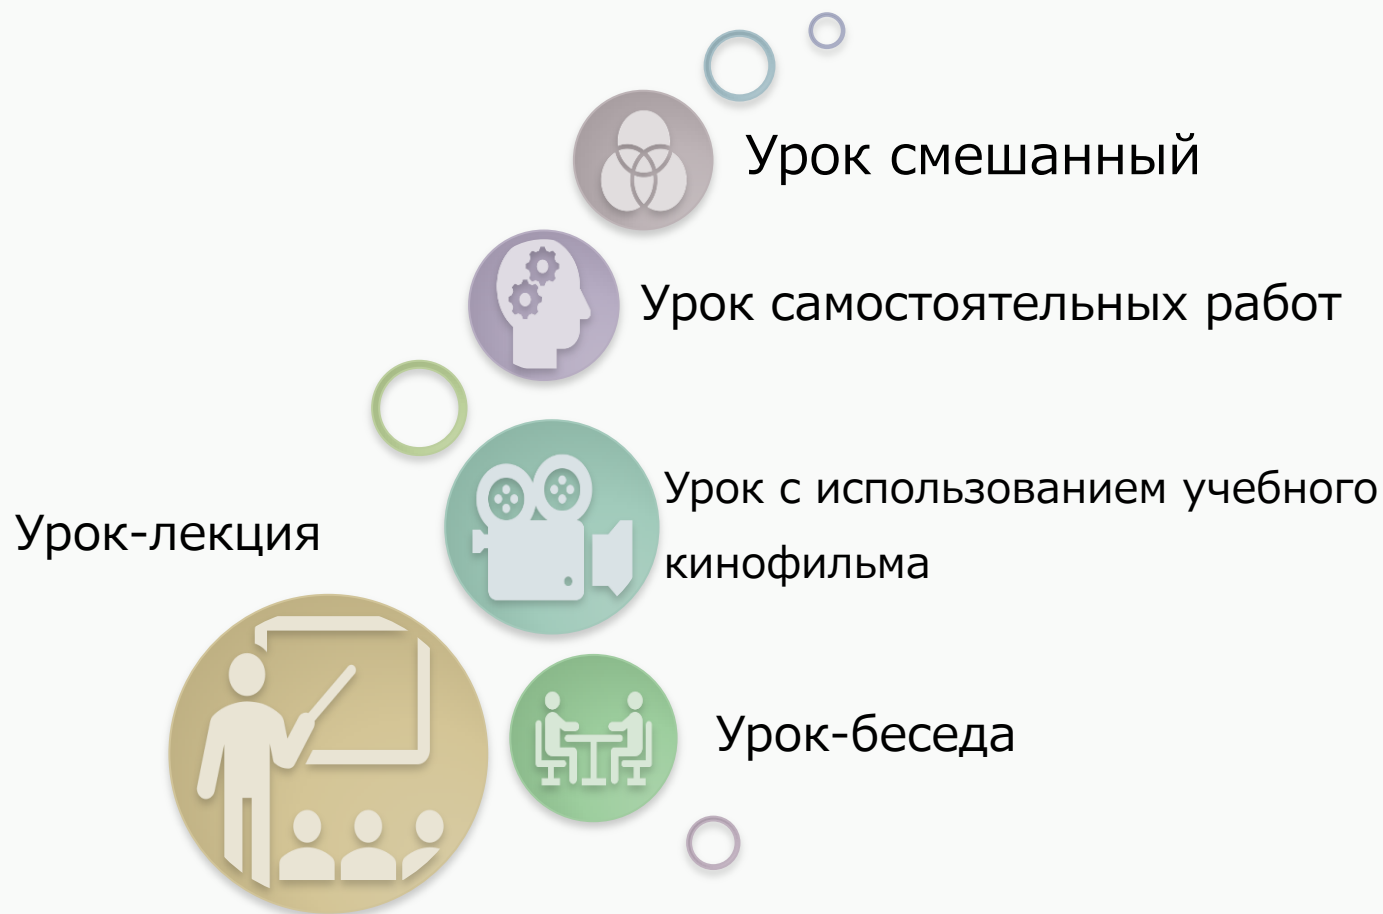 Урок смешанный
Урок самостоятельных работ
Урок с использованием учебного
кинофильма
Урок-лекция
Урок-беседа